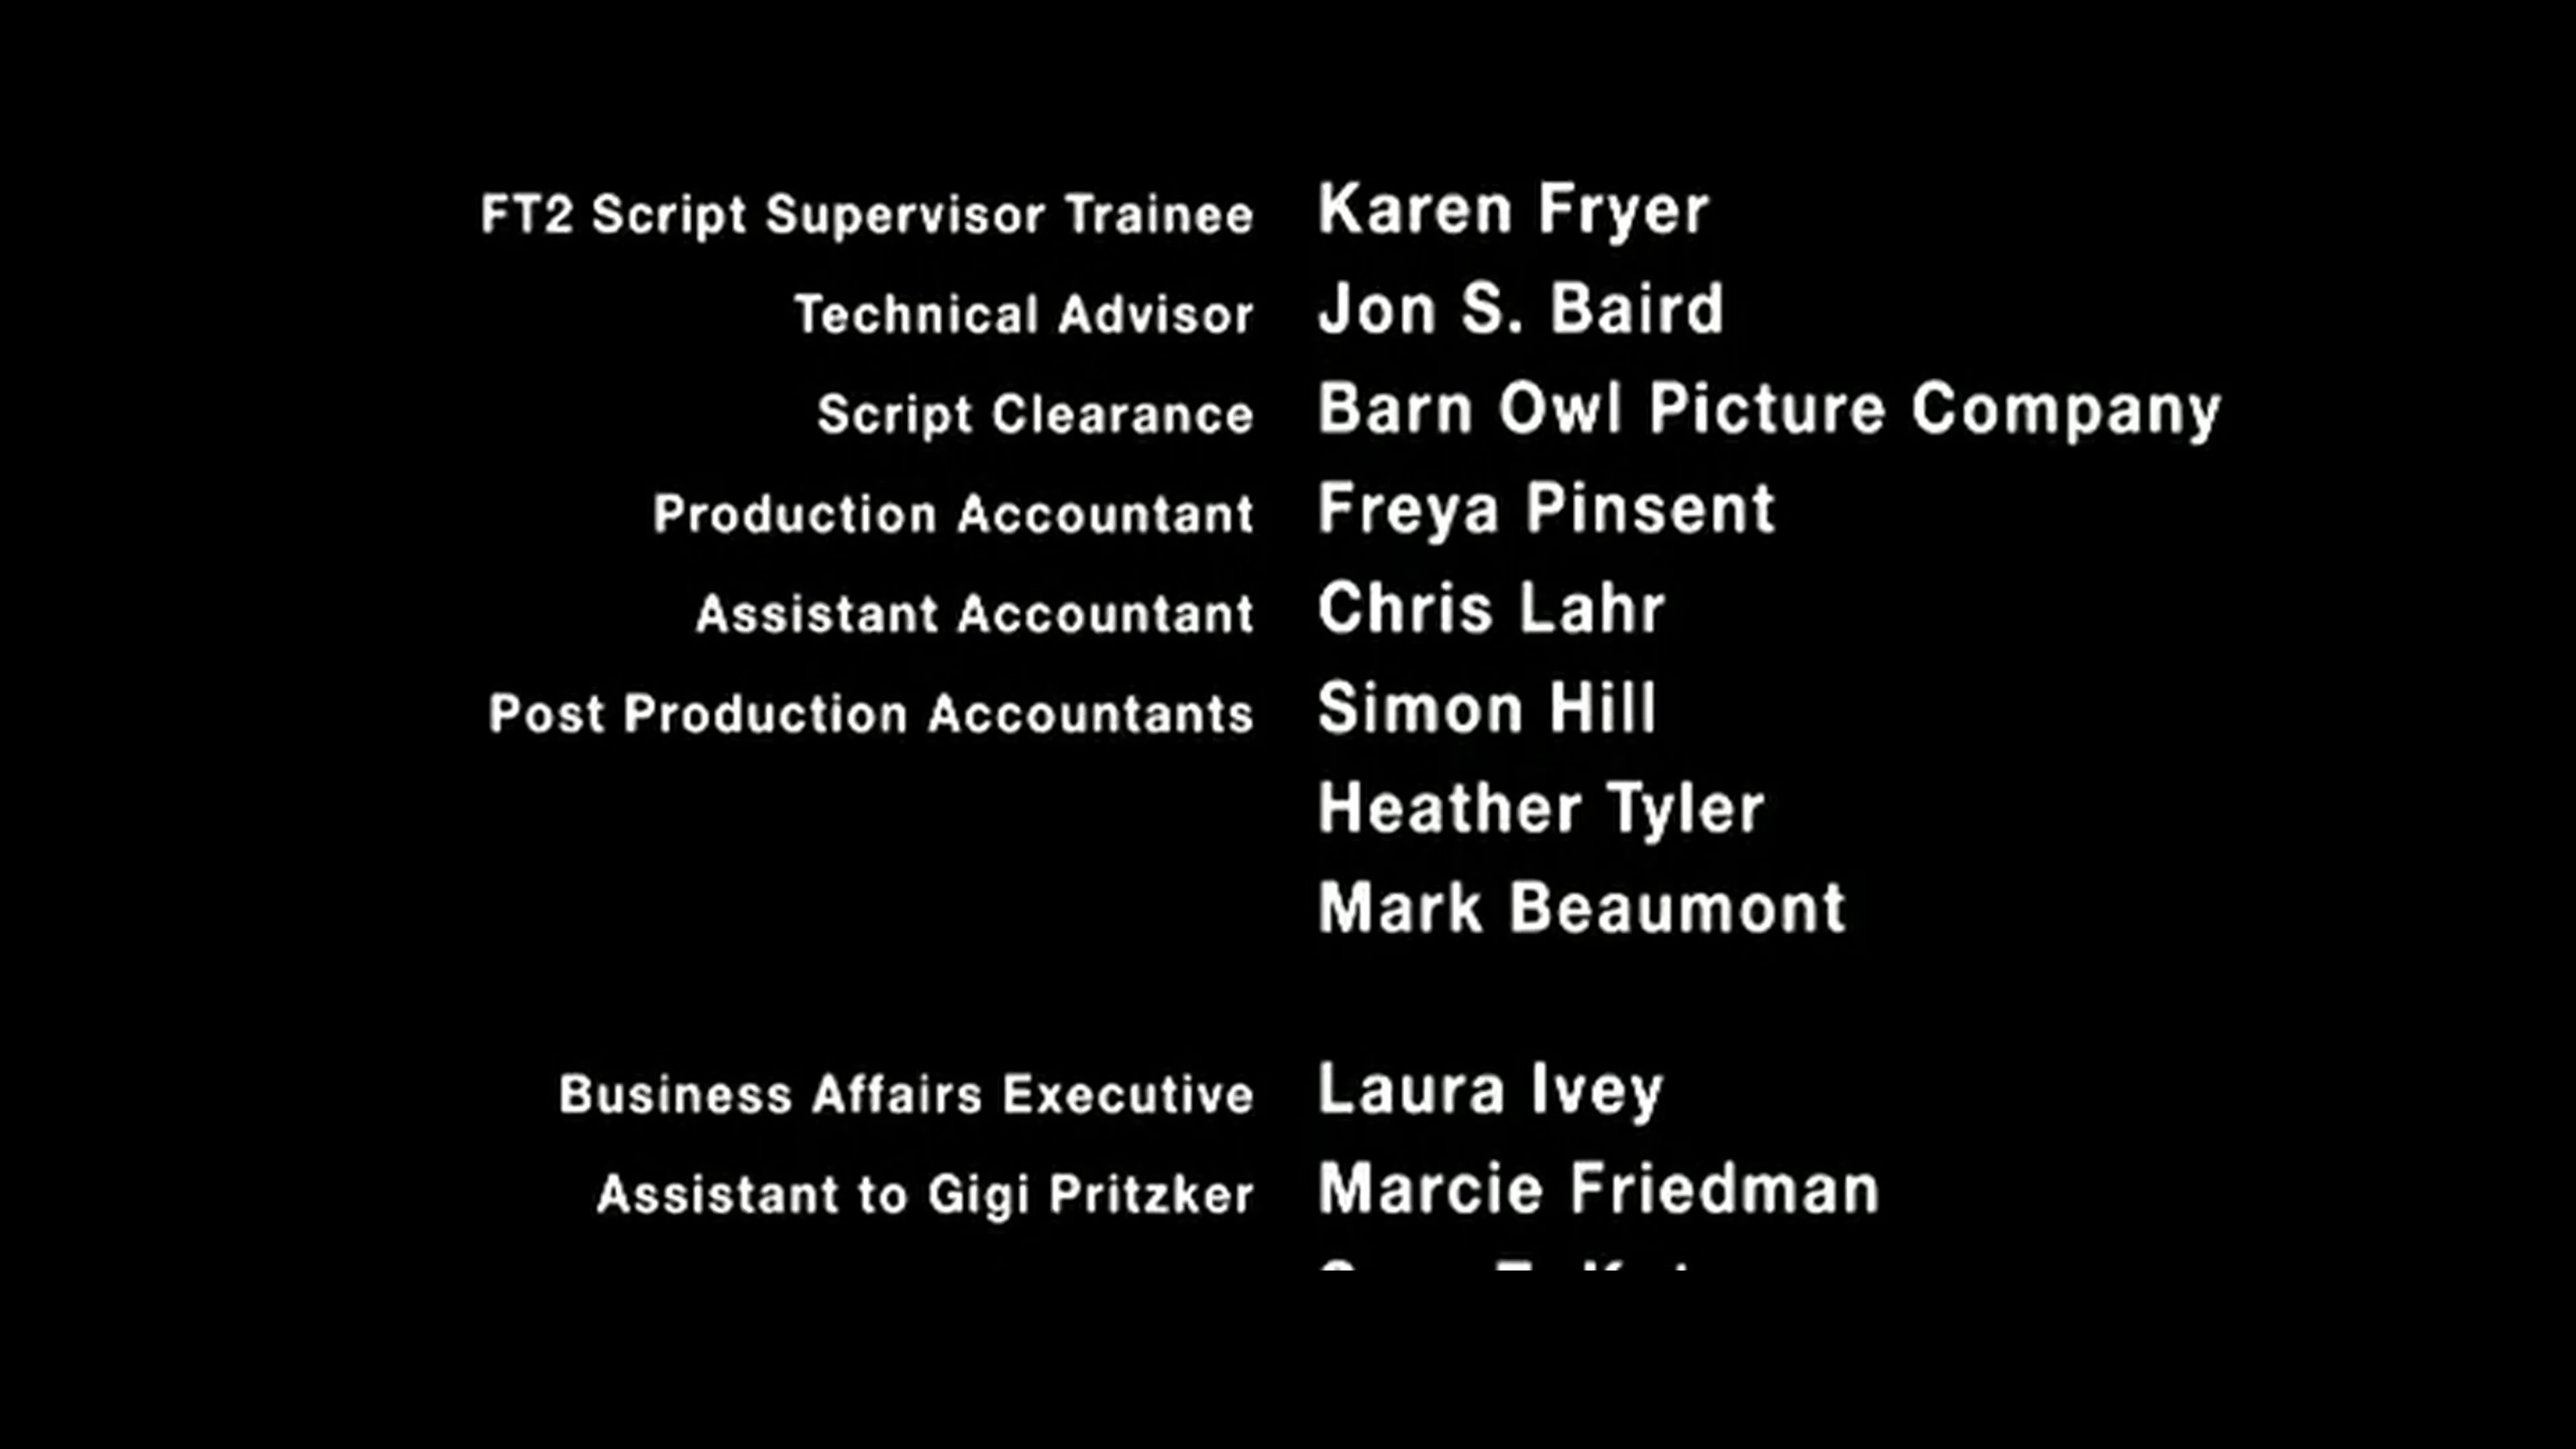 FT2 Script Supervisor Trainee Karen Fryer
Technical Advisor Jon S. Baird
Script Clearance Barn Owl Picture Company
Production Accountant Freya Pinsent
Assistant Accountant Chris Lahr
Post Production Accountants Simon Hill
Heather Tyler
Mark Beaumont
Business Affairs Executive Laura Ivey
Assistant to Gigi Pritzker Marcie Friedman